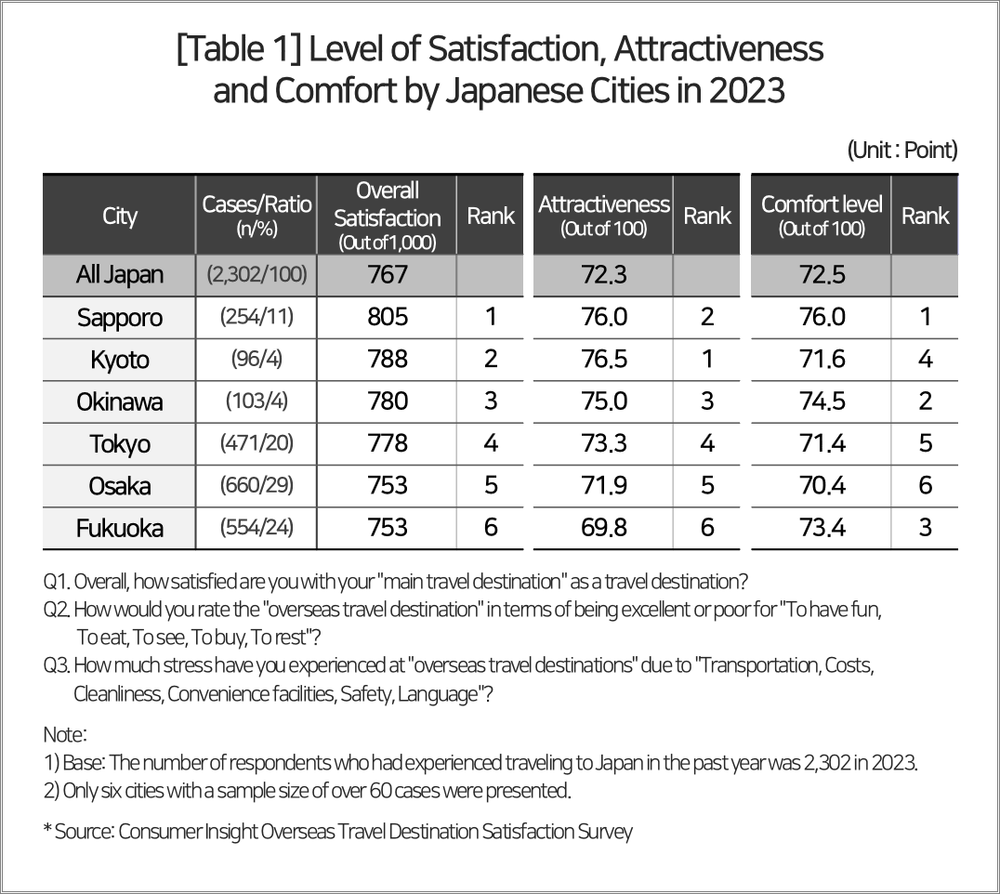 [Table 1] Level of Satisfaction, Attractiveness
and Comfort by Japanese Cities in 2023
(Unit : Point)
City Cases/Ratio (n/%) Overall Satisfaction (Out of 1,000) Rank Attractiveness (Out of 100) Rank Comfort level (Out of 100) Rank
All Japan (2,302/100) 767 72.3 72.5
Sapporo (254/11) 805 1 76.0 2 76.0 1
Kyoto (96/4) 788 2 76.5 1 71.6 4
Okinawa (103/4) 780 3 75.0 3 74.5 2
Tokyo (471/20) 778 4 73.3 4 71.4 5
Osaka (660/29) 753 5 71.9 5 70.4 6
Fukuoka (554/24) 753 6 69.8 6 73.4 3
Q1. Overall, how satisfied are you with your "main travel destination" as a travel destination?
Q2. How would you rate the "overseas travel destination" in terms of being excellent or poor for "To have fun,
To eat, To see, To buy, To rest"?
Q3. How much stress have you experienced at "overseas travel destinations" due to "Transportation, Costs,
Cleanliness, Convenience facilities, Safety, Language"?
Note:
1) Base: The number of respondents who had experienced traveling to Japan in the past year was 2,302 in 2023.
2) Only six cities with a sample size of over 60 cases were presented.
* Source: Consumer Insight Overseas Travel Destination Satisfaction Survey